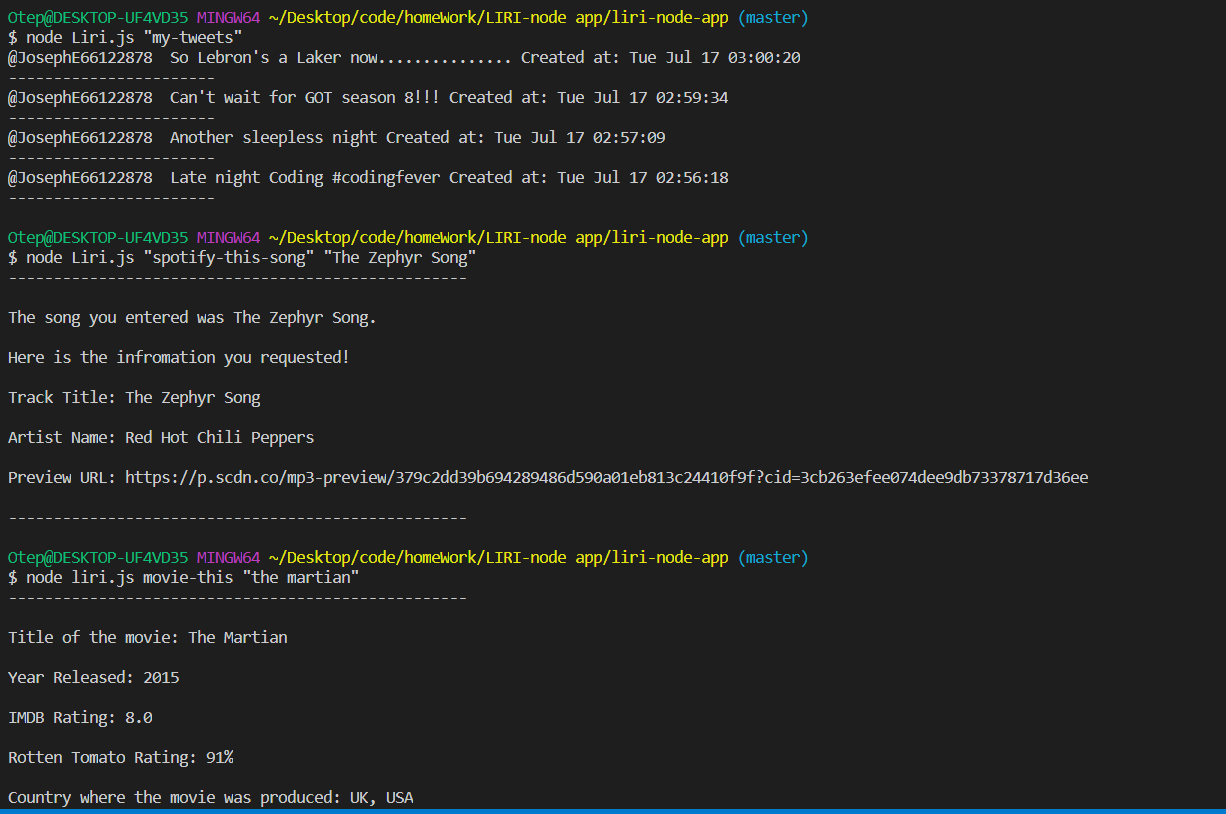 Otep@DESKTOP-UF4VD35 MINGW64 ~/Desktop/code/homeWork/LIRI-node app/liri-node-app (master)
$ node Liri.js "my-tweets"
@JosephE66122878  So Lebron's a Laker now............... Created at: Tue Jul 17 03:00:20
-----------------------
@JosephE66122878  Can't wait for GOT season 8!!! Created at: Tue Jul 17 02:59:34
-----------------------
@JosephE66122878  Another sleepless night Created at: Tue Jul 17 02:57:09
-----------------------
@JosephE66122878  Late night Coding #codingfever Created at: Tue Jul 17 02:56:18
-----------------------
Otep@DESKTOP-UF4VD35 MINGW64 ~/Desktop/code/homeWork/LIRI-node app/liri-node-app (master)
$ node Liri.js "spotify-this-song" "The Zephyr Song"
---------------------------------------------------
The song you entered was The Zephyr Song.
Here is the infromation you requested!
Track Title: The Zephyr Song
Artist Name: Red Hot Chili Peppers
Preview URL: https://p.scdn.co/mp3-preview/379c2dd39b694289486d590a01eb813c24410f9f?cid=3cb263efee074dee9db73378717d36ee
---------------------------------------------------
Otep@DESKTOP-UF4VD35 MINGW64 ~/Desktop/code/homeWork/LIRI-node app/liri-node-app (master)
$ node liri.js movie-this "the martian"
---------------------------------------------------
Title of the movie: The Martian
Year Released: 2015
IMDB Rating: 8.0
Rotten Tomato Rating: 91%
Country where the movie was produced: UK, USA